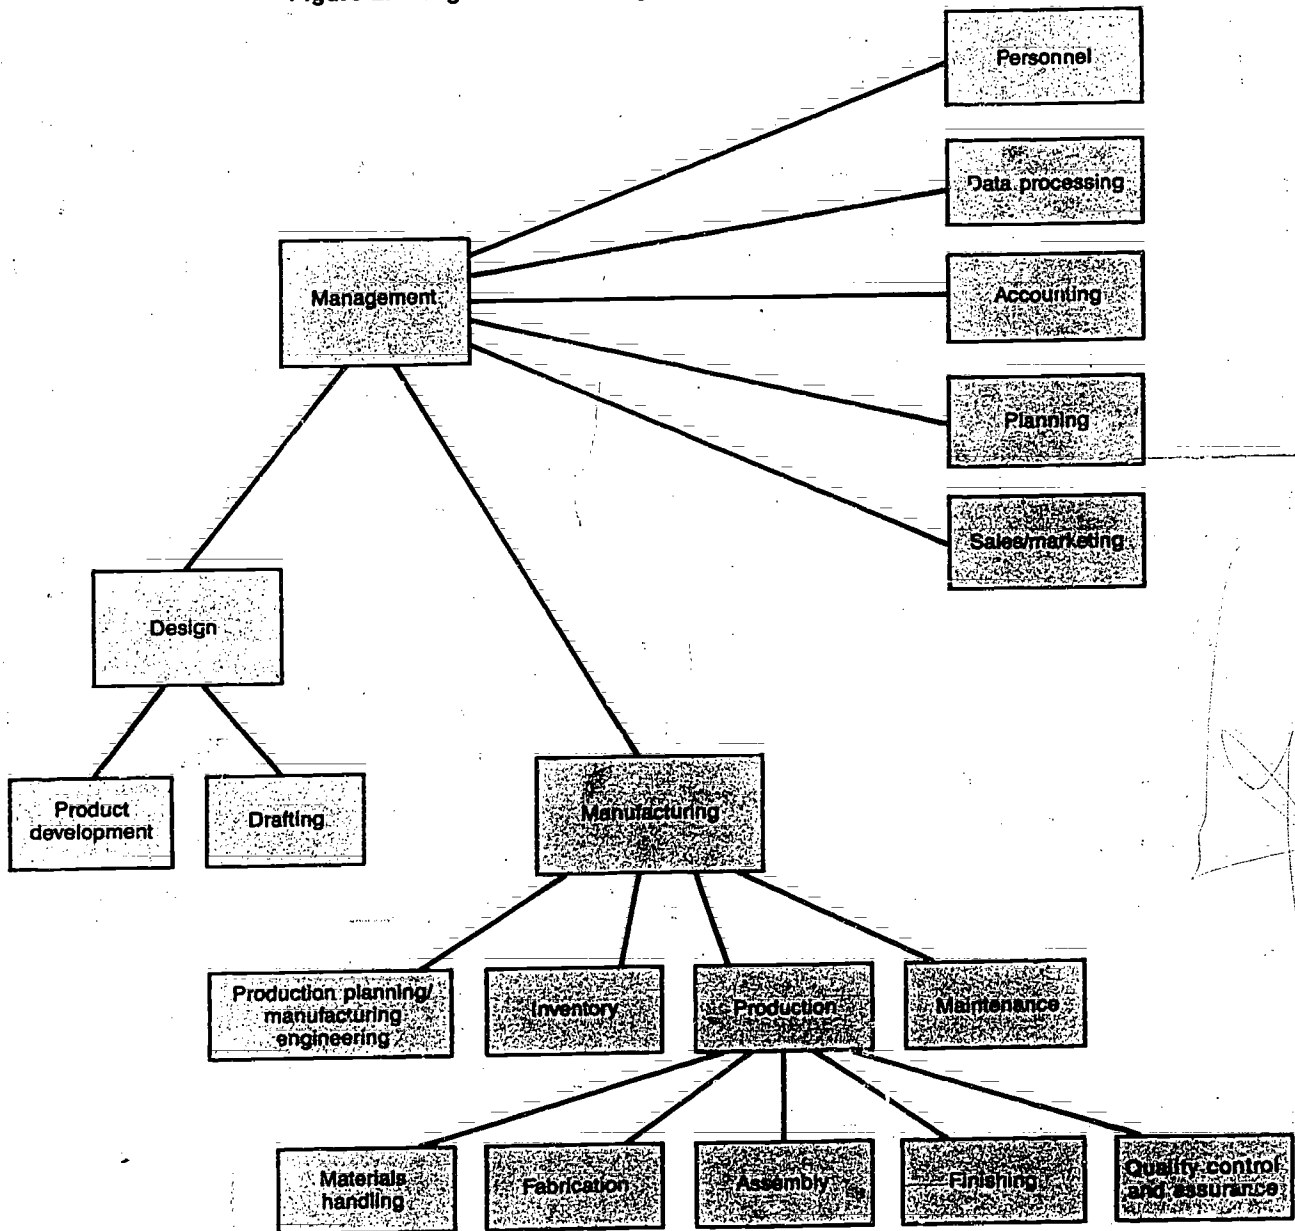 Personnel
Data processing
Management
Accounting
Planning
Sales/marketing
Design
Product
development
Drafting
Manufacturing
Production planning/
manufacturing
engineering
Inventory
Production
Maintenance
Materials
handling
Fabrication
Assembly
Finishing
Quality control
and assurance